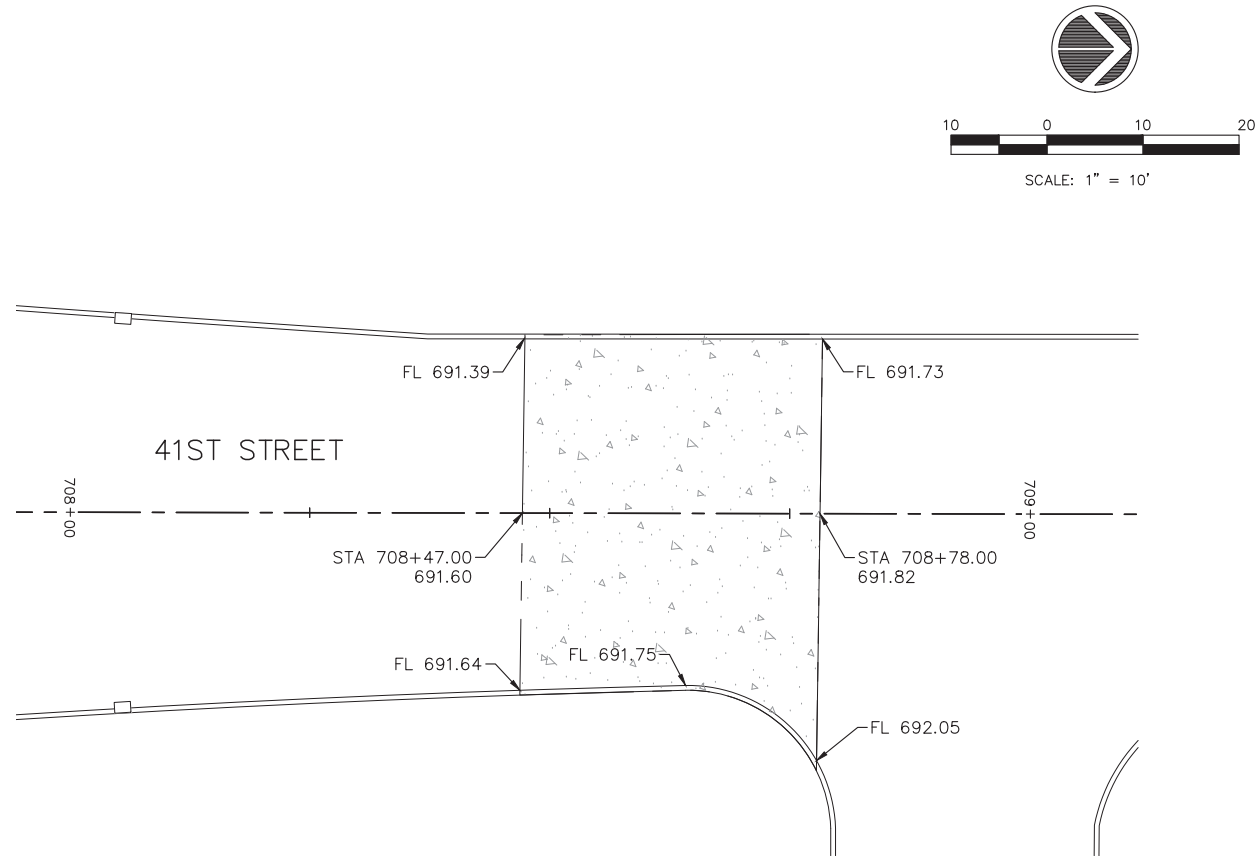 10 0 10 20
SCALE: 1" = 10'
FL 691.39
FL 691.73
41ST STREET
708+00
709+00
STA 708+47.00
691.60
STA 708+78.00
691.82
FL 691.64
FL 691.75
FL 692.05